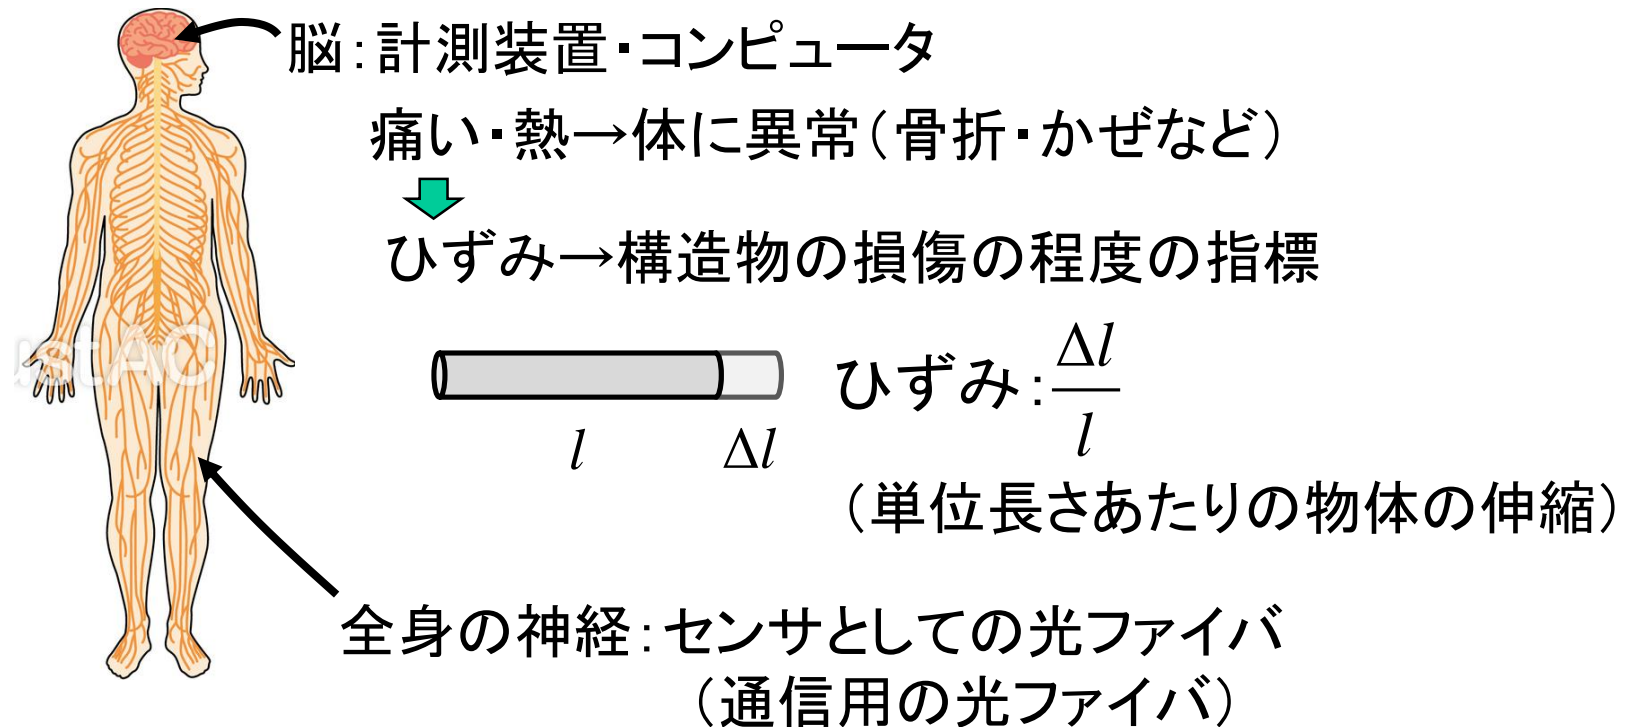 脳：計測装置・コンピュータ
痛い・熱→体に異常（骨折・かぜなど）
ひずみ→構造物の損傷の程度の指標
ひずみ：Δl/l
l Δl
（単位長さあたりの物体の伸縮）
全身の神経：センサとしての光ファイバ
（通信用の光ファイバ）
ustAC